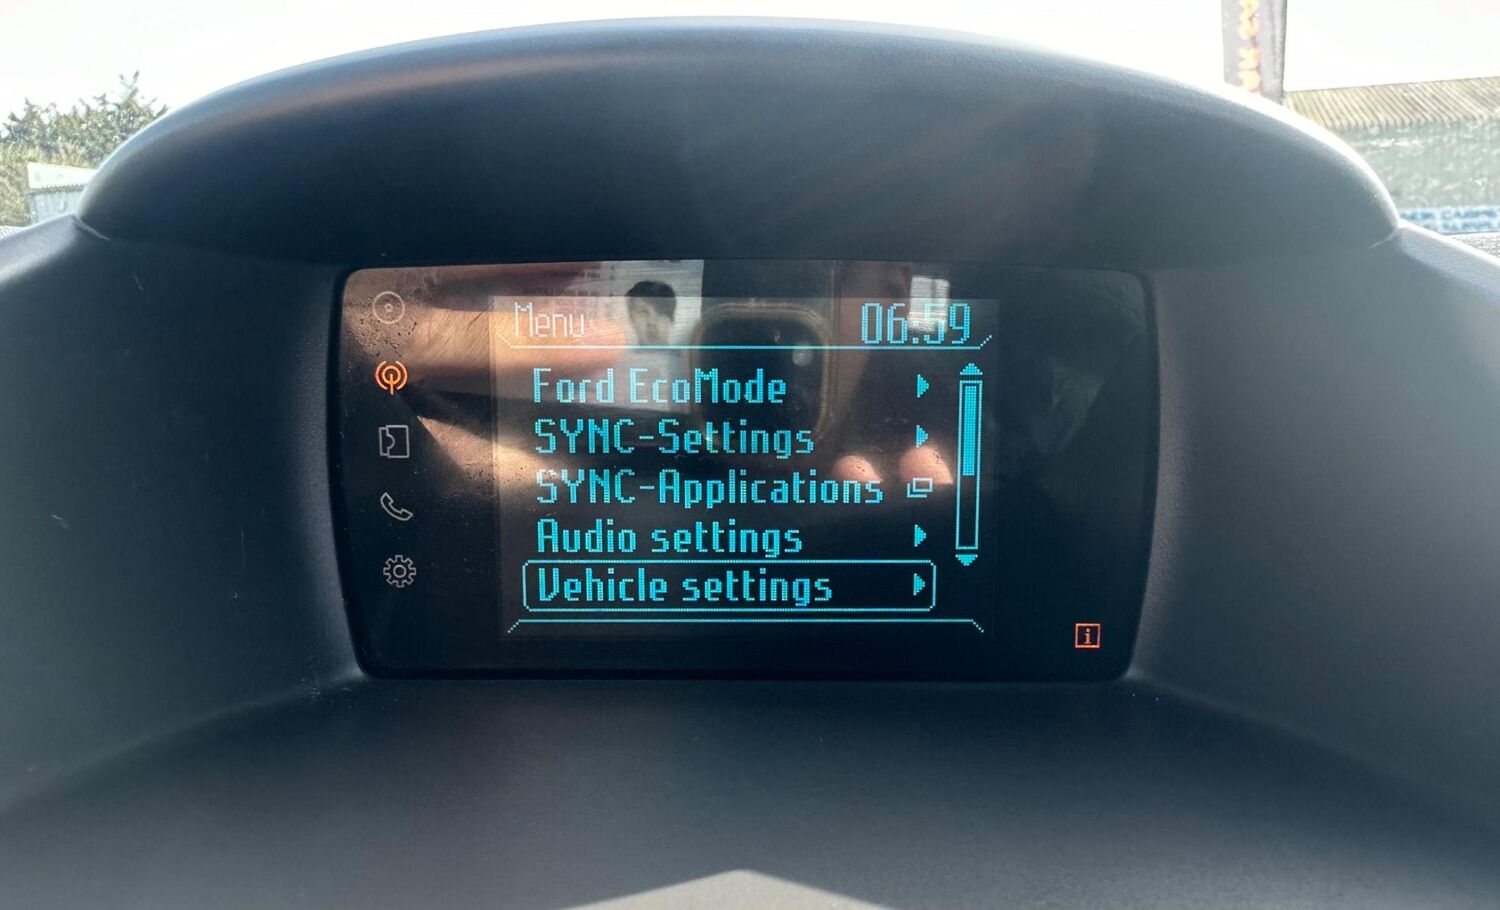 Menu
06:59
Ford EcoMode
SYNC-Settings
SYNC-Applications
Audio settings
Vehicle settings
i